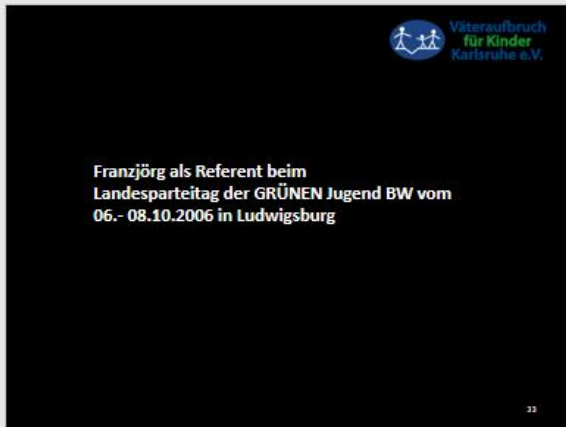 Väteraufbruch
für Kinder
Karlsruhe e.V.
Franzjörg als Referent beim
Landesparteitag der GRÜNEN Jugend BW vom
06.- 08.10.2006 in Ludwigsburg
33